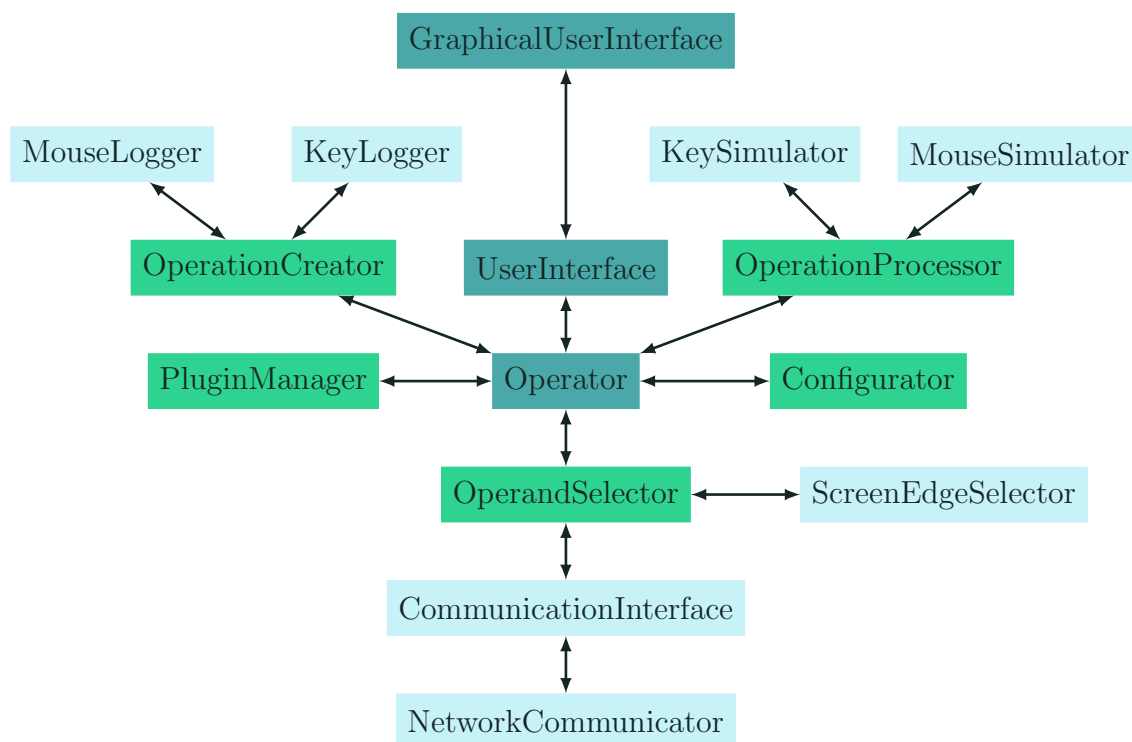 GraphicalUserInterface
MouseLogger
KeyLogger
KeySimulator
MouseSimulator
OperationCreator
UserInterface
OperationProcessor
PluginManager
Operator
Configurator
OperandSelector
ScreenEdgeSelector
CommunicationInterface
NetworkCommunicator